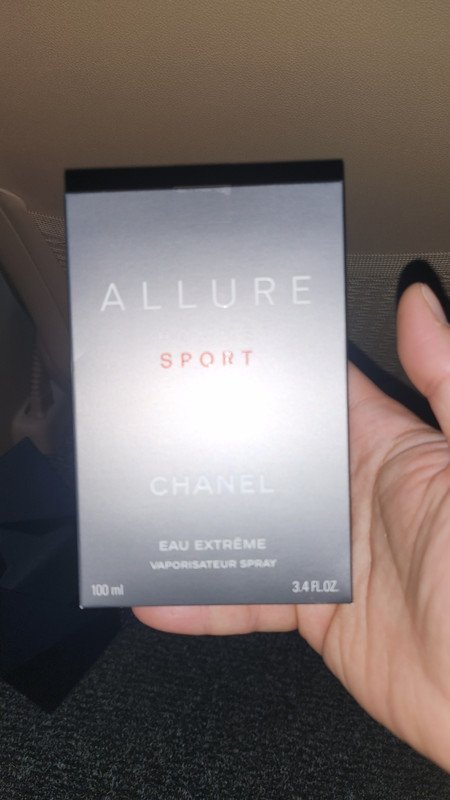 ALLURE
SPORT
CHANEL
EAU EXTRÊME
VAPORISATEUR SPRAY
100 ml 3.4 FL.OZ.